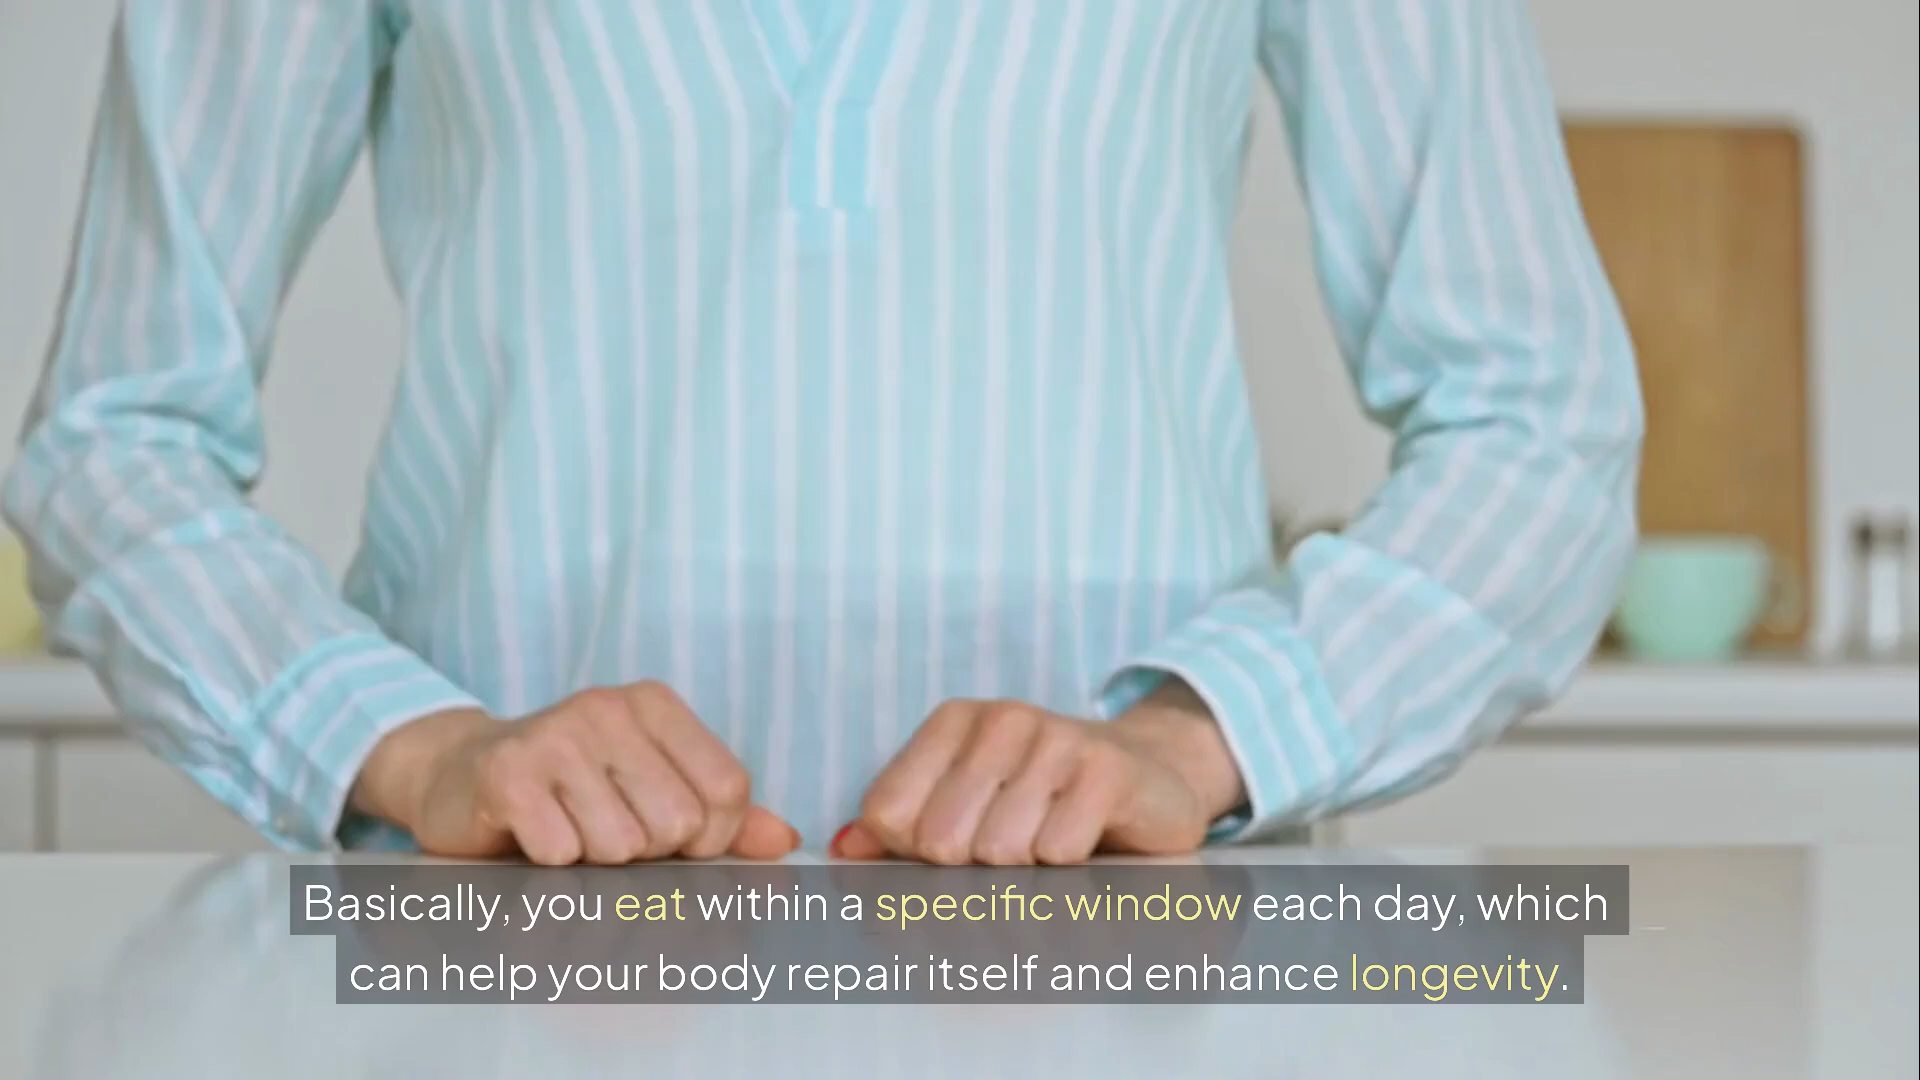 Basically, you eat within a specific window each day, which
can help your body repair itself and enhance longevity.